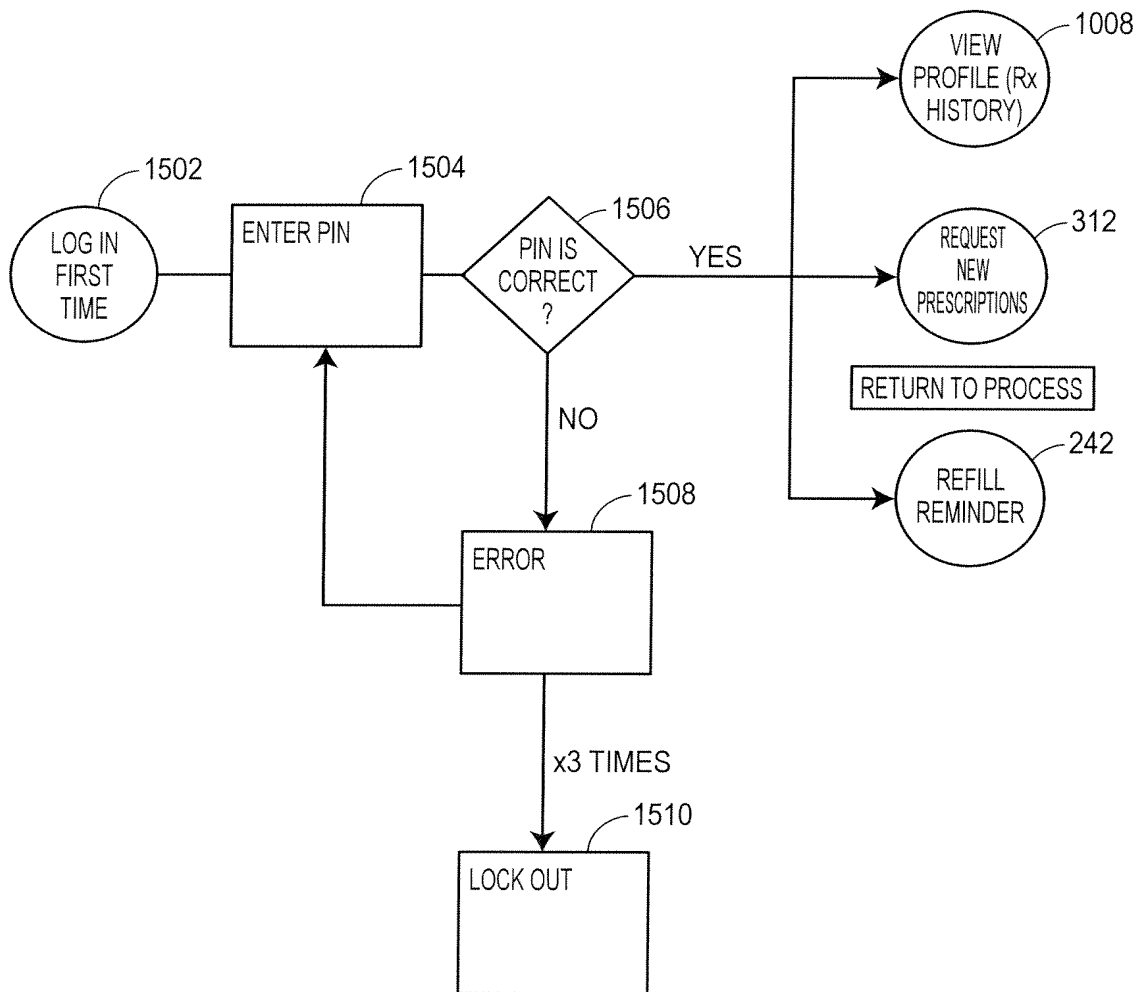 1008
VIEW
PROFILE (Rx
HISTORY)
1502
LOG IN
FIRST
TIME
1504
ENTER PIN
1506
PIN IS
CORRECT
?
YES
312
REQUEST
NEW
PRESCRIPTIONS
RETURN TO PROCESS
242
REFILL
REMINDER
NO
1508
ERROR
x3 TIMES
1510
LOCK OUT